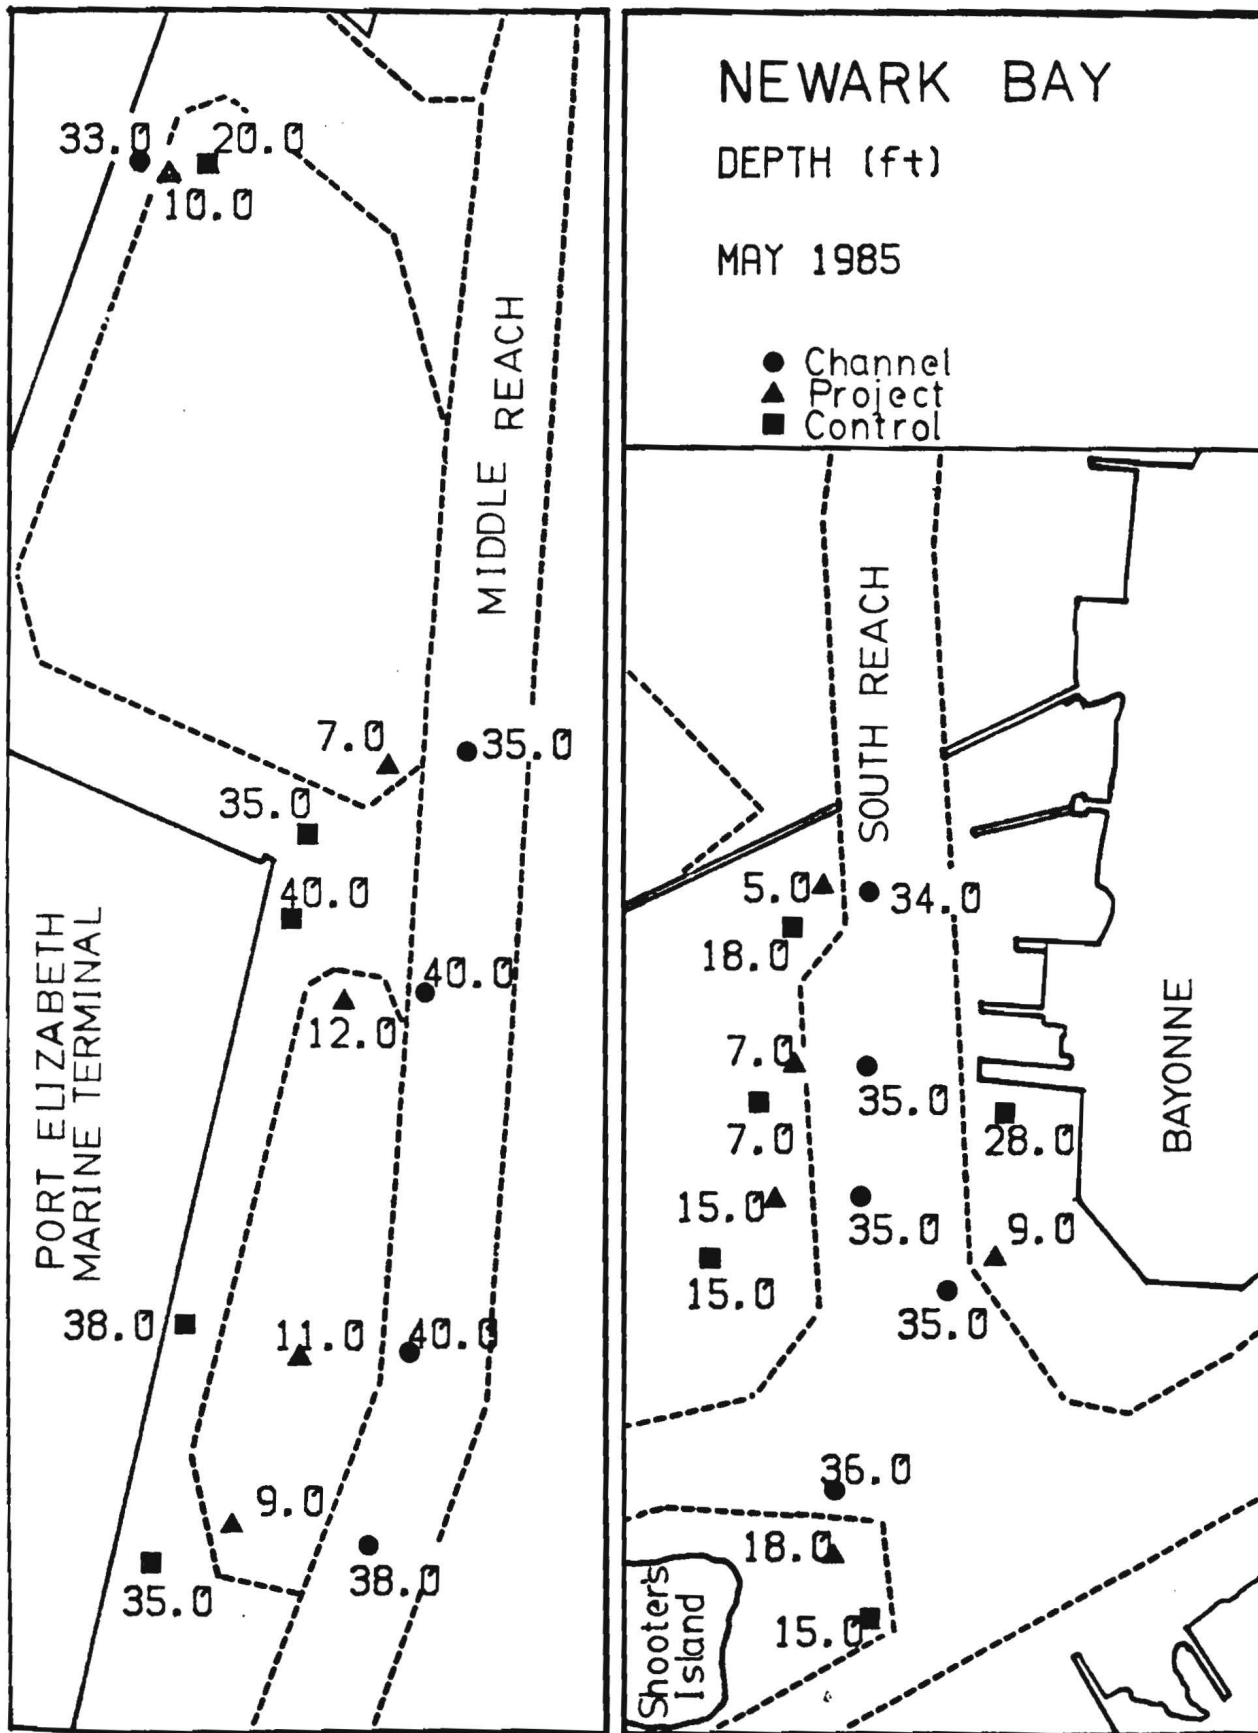 33.0
20.0
10.0
MIDDLE REACH
7.0
35.0
35.0
40.0
40.0
12.0
PORT ELIZABETH
MARINE TERMINAL
38.0
11.0
40.0
9.0
38.0
35.0
NEWARK BAY
DEPTH (ft)
MAY 1985
Channel
Project
Control
SOUTH REACH
5.0
34.0
18.0
7.0
35.0
7.0
28.0
BAYONNE
15.0
35.0
9.0
15.0
35.0
36.0
18.0
15.0
Shooter's
Island